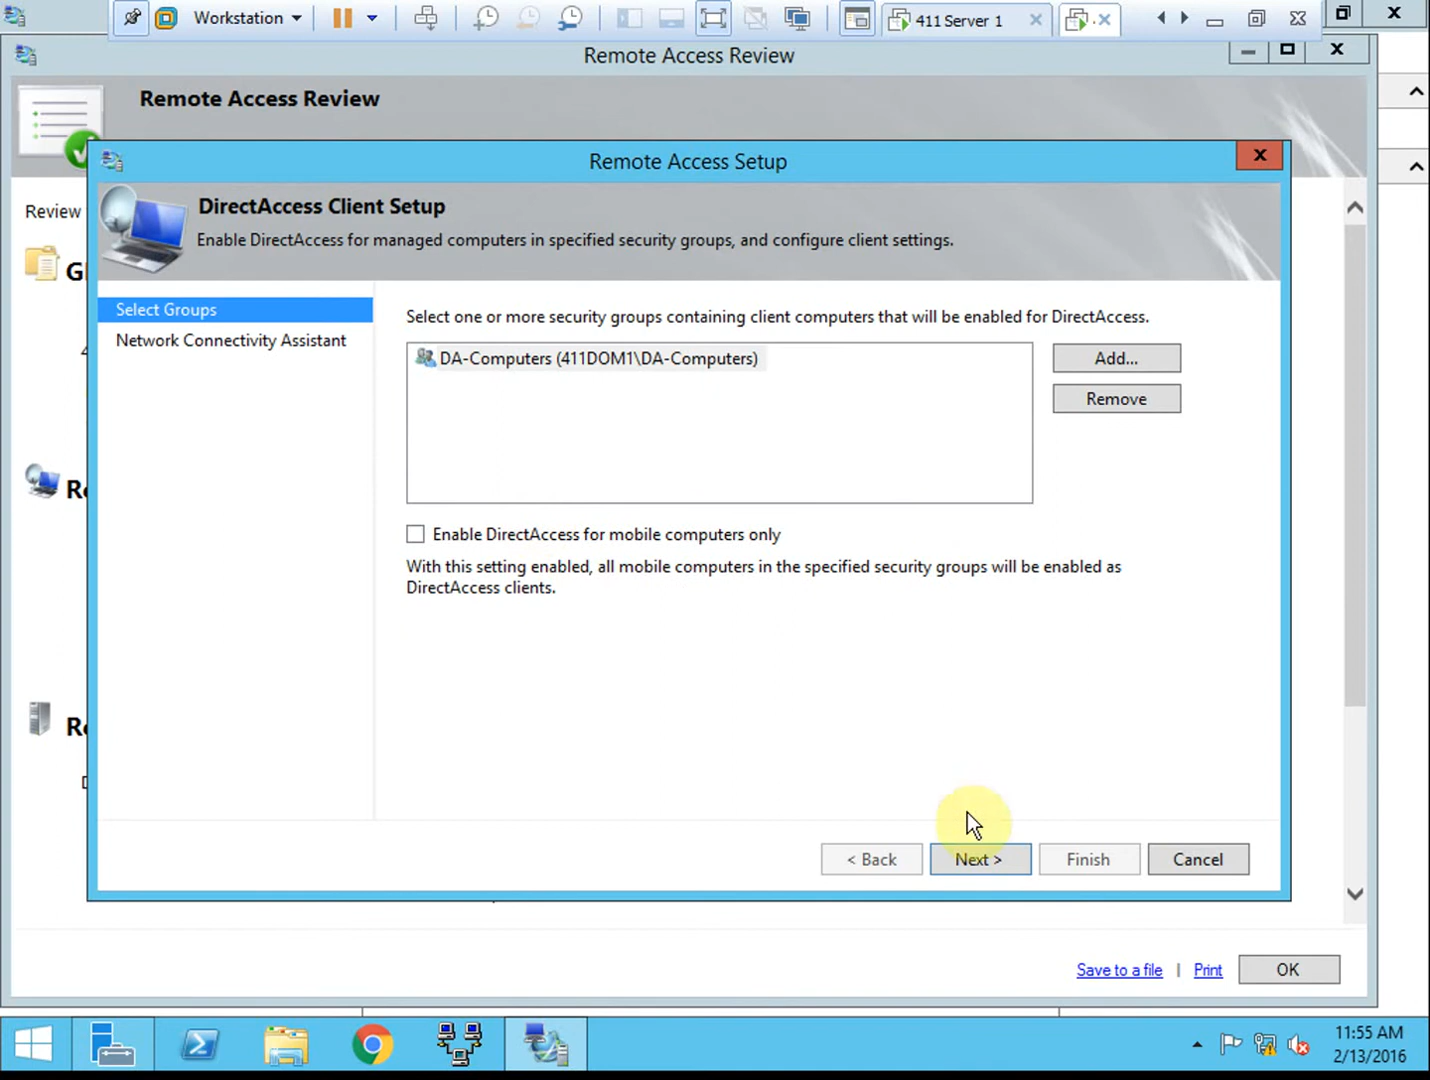 Workstation
411 Server 1
Remote Access Review
Remote Access Review
Remote Access Setup
DirectAccess Client Setup
Enable DirectAccess for managed computers in specified security groups, and configure client settings.
Review
Select Groups
Network Connectivity Assistant
Select one or more security groups containing client computers that will be enabled for DirectAccess.
DA-Computers (411DOM1\DA-Computers)
Add...
Remove
Enable DirectAccess for mobile computers only
With this setting enabled, all mobile computers in the specified security groups will be enabled as
DirectAccess clients.
< Back
Next >
Finish
Cancel
Save to a file | Print
OK
11:55 AM
2/13/2016